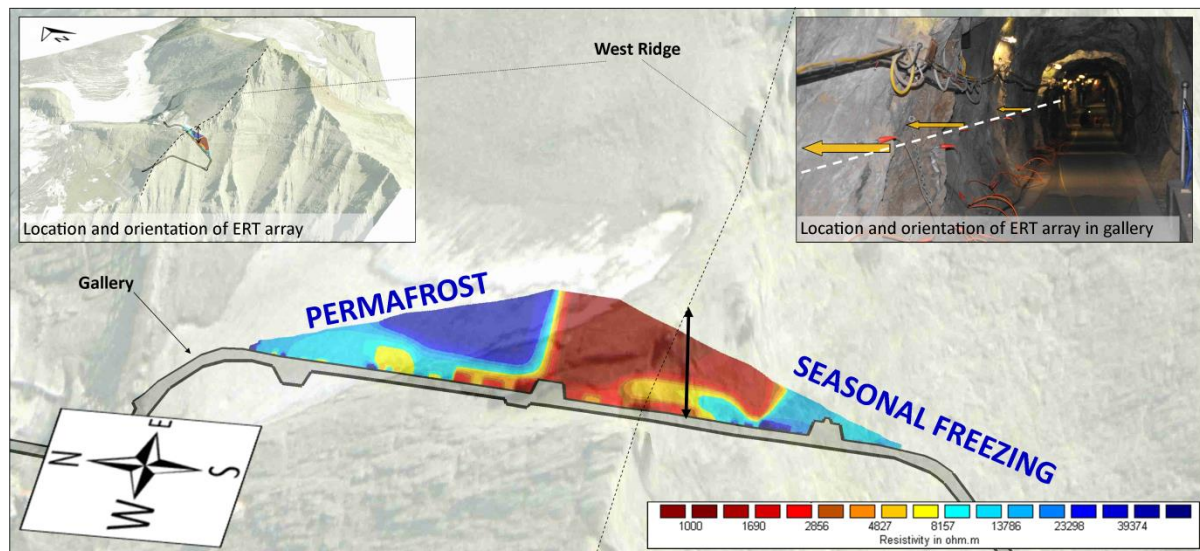 N
West Ridge
Location and orientation of ERT array
Location and orientation of ERT array in gallery
Gallery
PERMAFROST
SEASONAL FREEZING
E
N
S
W
1000 1690 2856 4827 8157 13786 23298 39374
Resistivity in ohm.m